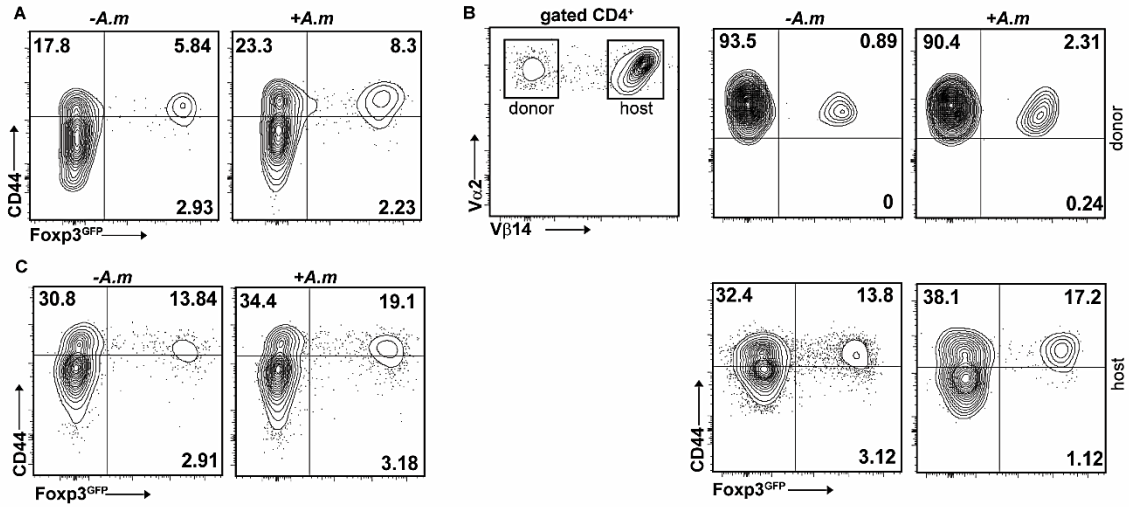 A
-A.m
+A.m
17.8
5.84
23.3
8.3
2.93
2.23
CD44
Foxp3ᴳᶠᴾ
B
gated CD4⁺
donor
host
Vα2
Vβ14
-A.m
+A.m
93.5
0.89
90.4
2.31
0
0.24
donor
C
-A.m
+A.m
30.8
13.84
34.4
19.1
2.91
3.18
CD44
Foxp3ᴳᶠᴾ
32.4
13.8
38.1
17.2
3.12
1.12
CD44
Foxp3ᴳᶠᴾ
host